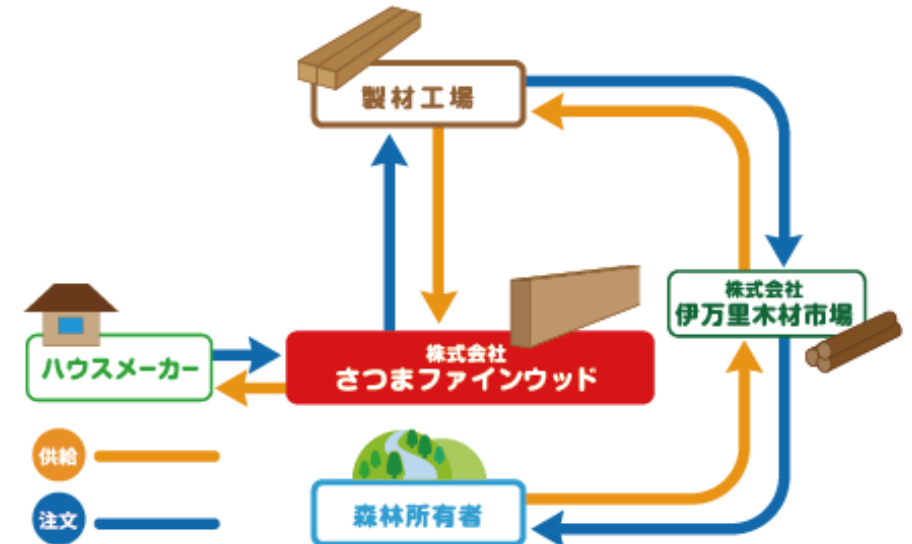 製材工場
株式会社
伊万里木材市場
ハウスメーカー
株式会社
さつまファインウッド
供給
注文
森林所有者